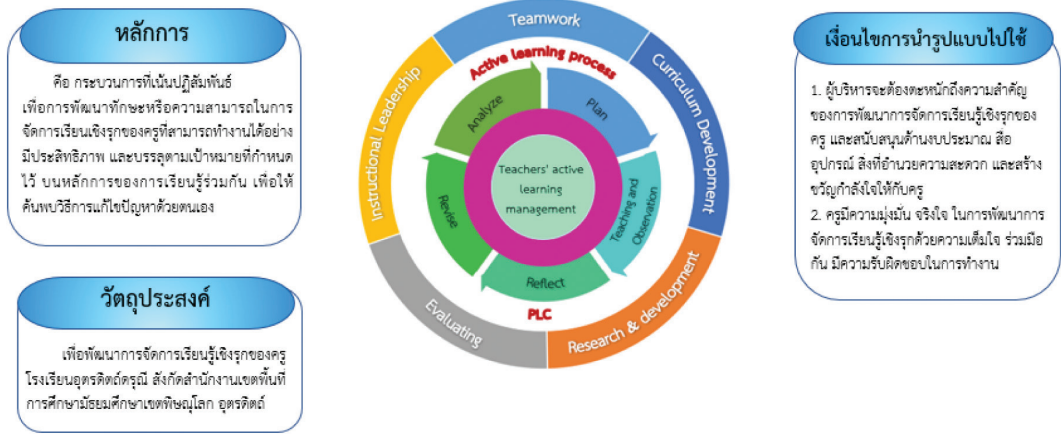 หลักการ
คือ กระบวนการที่เน้นปฏิสัมพันธ์
เพื่อการพัฒนาทักษะหรือความสามารถในการ
จัดการเรียนเชิงรุกของครูที่สามารถทำงานได้อย่าง
มีประสิทธิภาพ และบรรลุตามเป้าหมายที่กำหนด
ไว้ บนหลักการของการเรียนรู้ร่วมกัน เพื่อให้
ค้นพบวิธีการแก้ไขปัญหาด้วยตนเอง
วัตถุประสงค์
เพื่อพัฒนาการจัดการเรียนรู้เชิงรุกของครู
โรงเรียนอุตรดิตถ์ดรุณี สังกัดสำนักงานเขตพื้นที่
การศึกษามัธยมศึกษาเขตพิษณุโลก อุตรดิตถ์
Teamwork
Curriculum Development
Research & development
Evaluating
Instructional Leadership
Active learning process
Plan
Teaching and
Observation
Reflect
Revise
Analyze
PLC
Teachers' active
learning
management
เงื่อนไขการนำรูปแบบไปใช้
1. ผู้บริหารจะต้องตะหนักถึงความสำคัญ
ของการพัฒนาการจัดการเรียนรู้เชิงรุกของ
ครู และสนับสนุนด้านงบประมาณ สื่อ
อุปกรณ์ สิ่งที่อำนวยความสะดวก และสร้าง
ขวัญกำลังใจให้กับครู
2. ครูมีความมุ่งมั่น จริงใจ ในการพัฒนาการ
จัดการเรียนรู้เชิงรุกด้วยความเต็มใจ ร่วมมือ
กัน มีความรับผิดชอบในการทำงาน